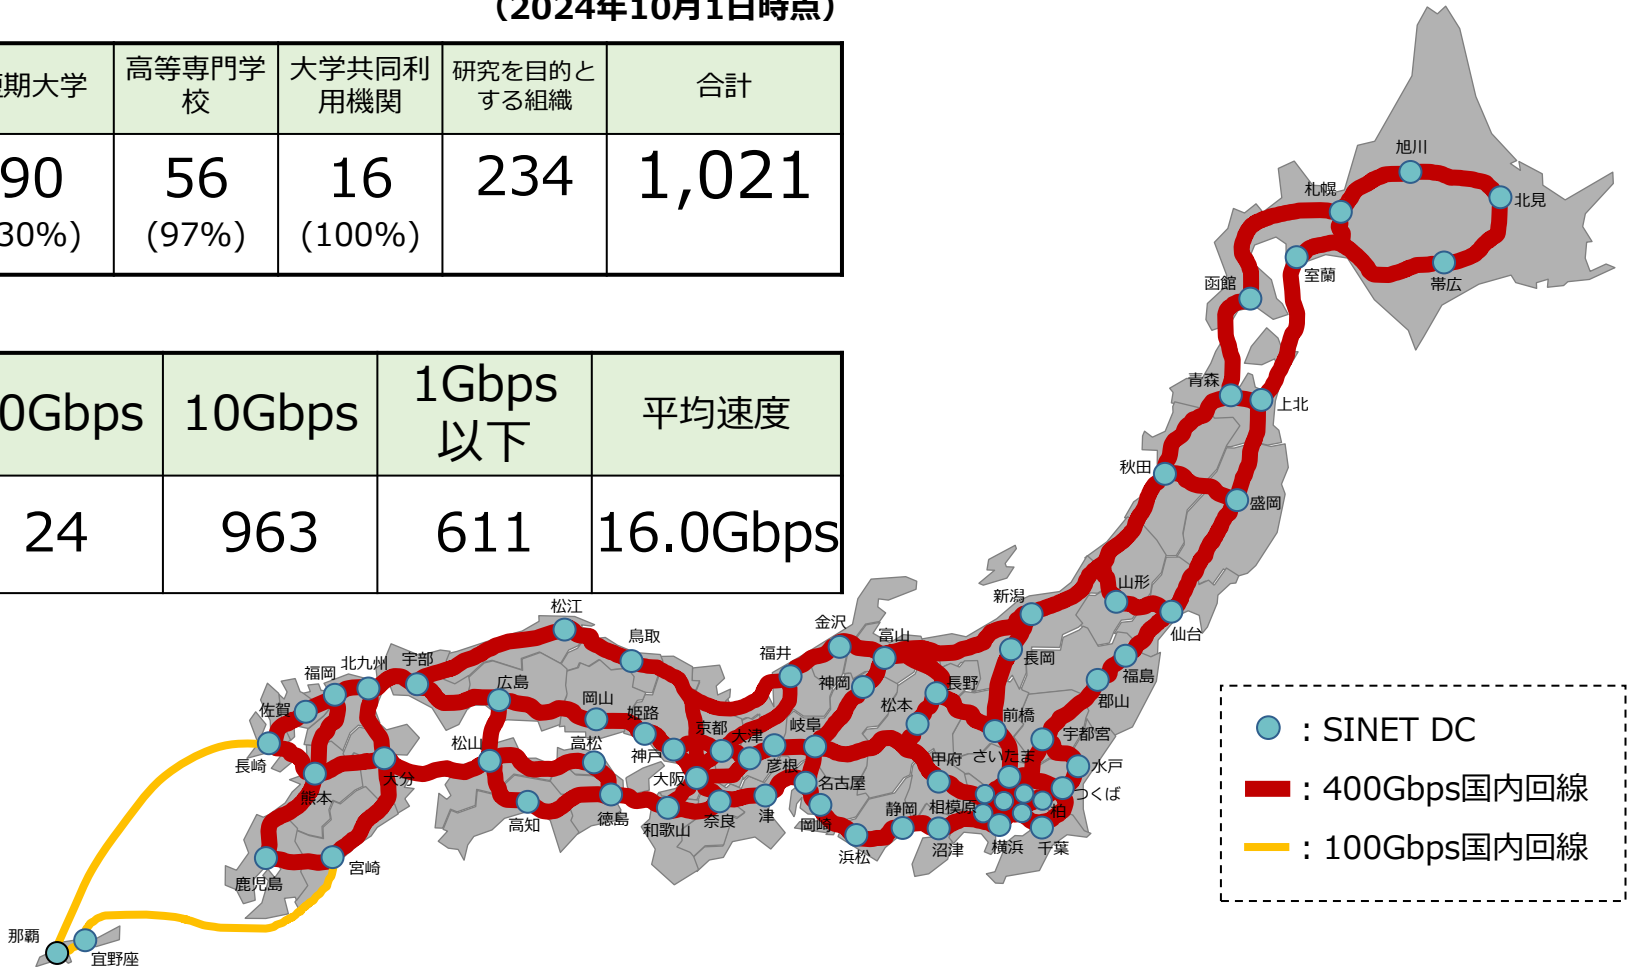 （2024年10月1日時点）
期大学
高等専門学
校
大学共同利
用機関
研究を目的と
する組織
合計
90
30%)
56
(97%)
16
(100%)
234
1,021
0Gbps
10Gbps
1Gbps
以下
平均速度
24
963
611
16.0Gbps
旭川
札幌
北見
室蘭
函館
帯広
青森
上北
秋田
盛岡
山形
新潟
仙台
松江
金沢
富山
鳥取
長岡
福島
福井
北九州
宇部
福岡
広島
神岡
長野
郡山
岡山
松本
佐賀
姫路
前橋
宇都宮
京都
岐阜
大津
松山
高松
神戸
甲府
さいたま
長崎
彦根
水戸
大阪
大分
名古屋
つくば
熊本
静岡
相模原
柏
高知
徳島
和歌山
奈良
津
岡崎
浜松
沼津
横浜
千葉
宮崎
鹿児島
那覇
宜野座
：SINET DC
：400Gbps国内回線
：100Gbps国内回線